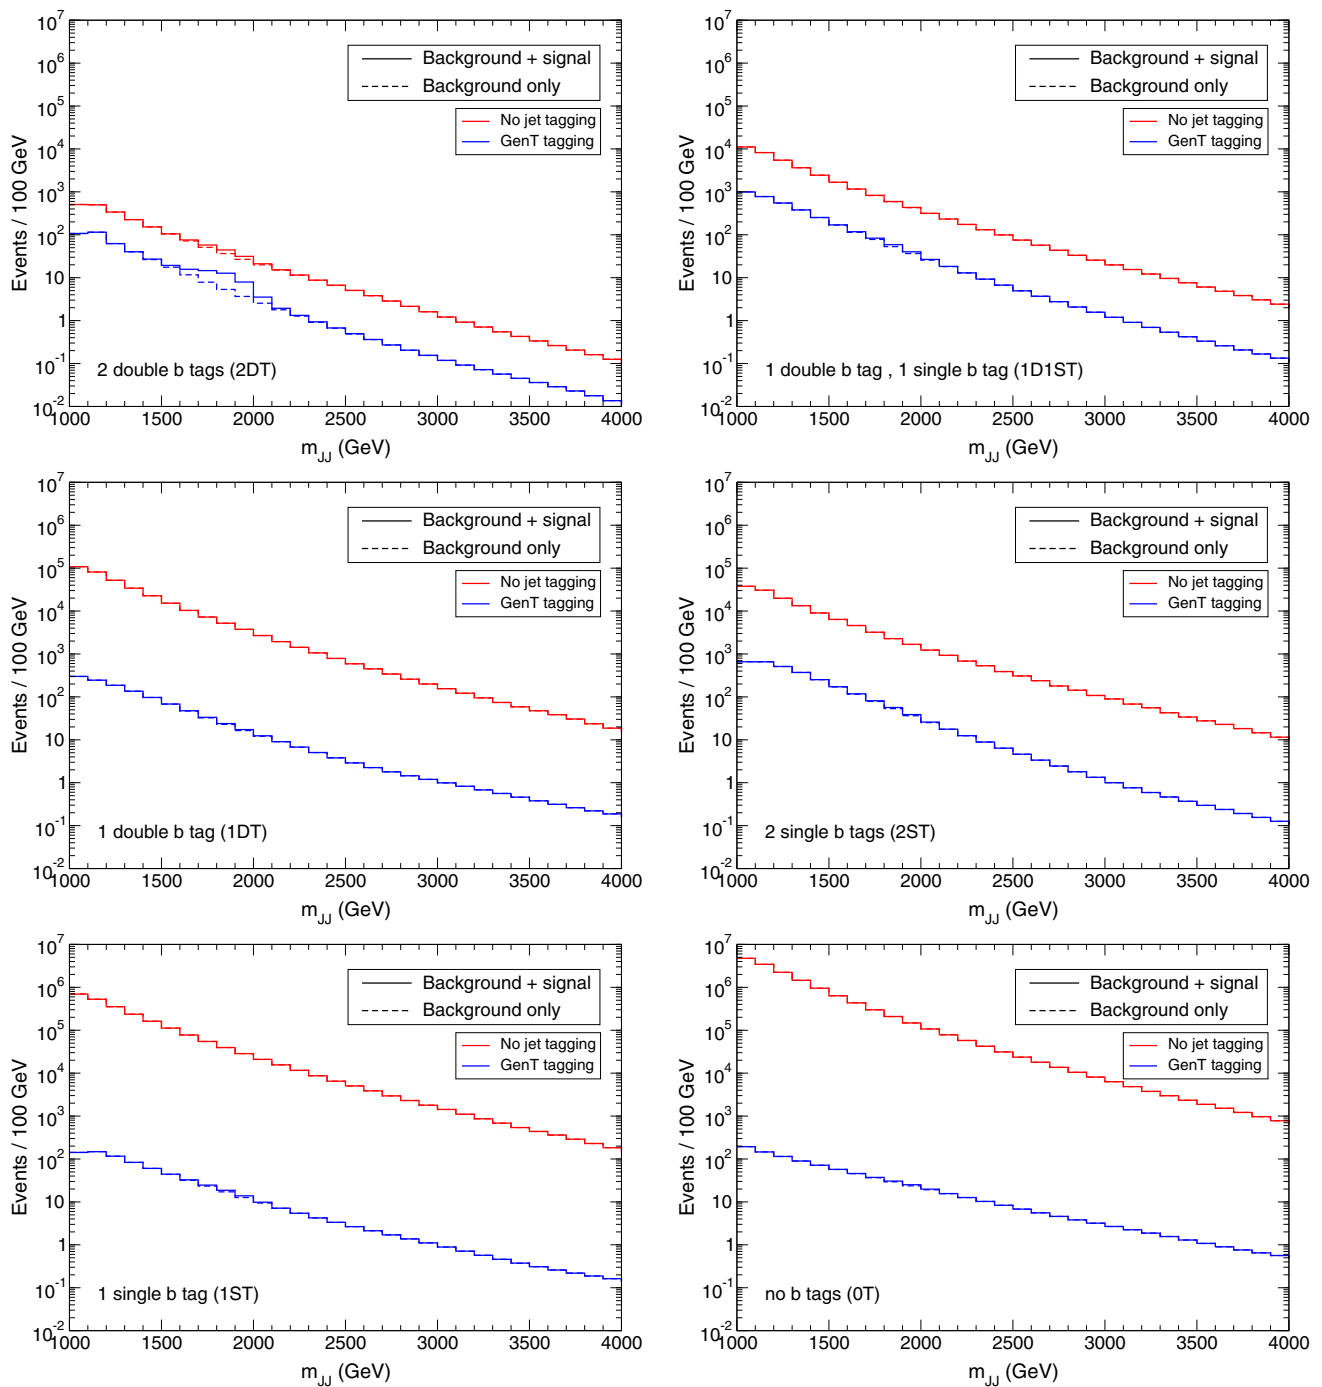 10^7
10^6
10^5
10^4
10^3
10^2
10
1
10^-1
10^-2
Events / 100 GeV
Background + signal
Background only
No jet tagging
GenT tagging
2 double b tags (2DT)
1000 1500 2000 2500 3000 3500 4000
m_JJ (GeV)
10^7
10^6
10^5
10^4
10^3
10^2
10
1
10^-1
10^-2
Events / 100 GeV
Background + signal
Background only
No jet tagging
GenT tagging
1 double b tag , 1 single b tag (1D1ST)
1000 1500 2000 2500 3000 3500 4000
m_JJ (GeV)
10^7
10^6
10^5
10^4
10^3
10^2
10
1
10^-1
10^-2
Events / 100 GeV
Background + signal
Background only
No jet tagging
GenT tagging
1 double b tag (1DT)
1000 1500 2000 2500 3000 3500 4000
m_JJ (GeV)
10^7
10^6
10^5
10^4
10^3
10^2
10
1
10^-1
10^-2
Events / 100 GeV
Background + signal
Background only
No jet tagging
GenT tagging
2 single b tags (2ST)
1000 1500 2000 2500 3000 3500 4000
m_JJ (GeV)
10^7
10^6
10^5
10^4
10^3
10^2
10
1
10^-1
10^-2
Events / 100 GeV
Background + signal
Background only
No jet tagging
GenT tagging
1 single b tag (1ST)
1000 1500 2000 2500 3000 3500 4000
m_JJ (GeV)
10^7
10^6
10^5
10^4
10^3
10^2
10
1
10^-1
10^-2
Events / 100 GeV
Background + signal
Background only
No jet tagging
GenT tagging
no b tags (0T)
1000 1500 2000 2500 3000 3500 4000
m_JJ (GeV)